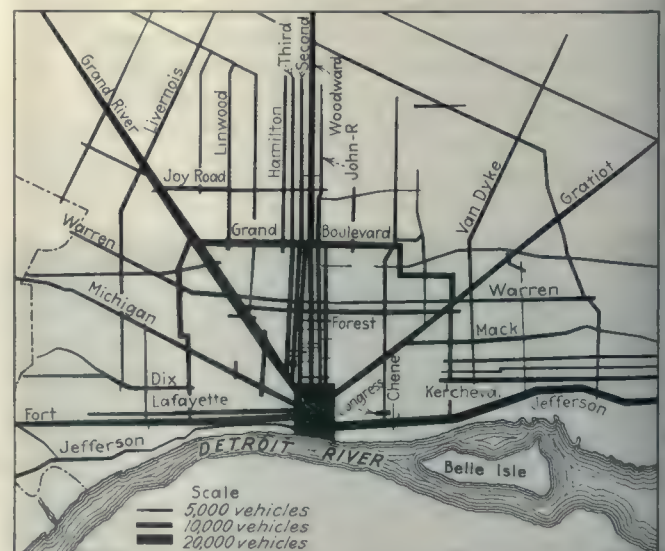 Third
Second
Woodward
Grand River
Livernois
Linwood
Hamilton
John-R
Joy Road
Van Dyke
Gratiot
Warren
Grand Boulevard
Michigan
Warren
Forest
Mack
Dix
Lafayette
Congress
Chene
Kercheval
Fort
Jefferson
Jefferson
DETROIT RIVER
Belle Isle
Scale
5,000 vehicles
10,000 vehicles
20,000 vehicles